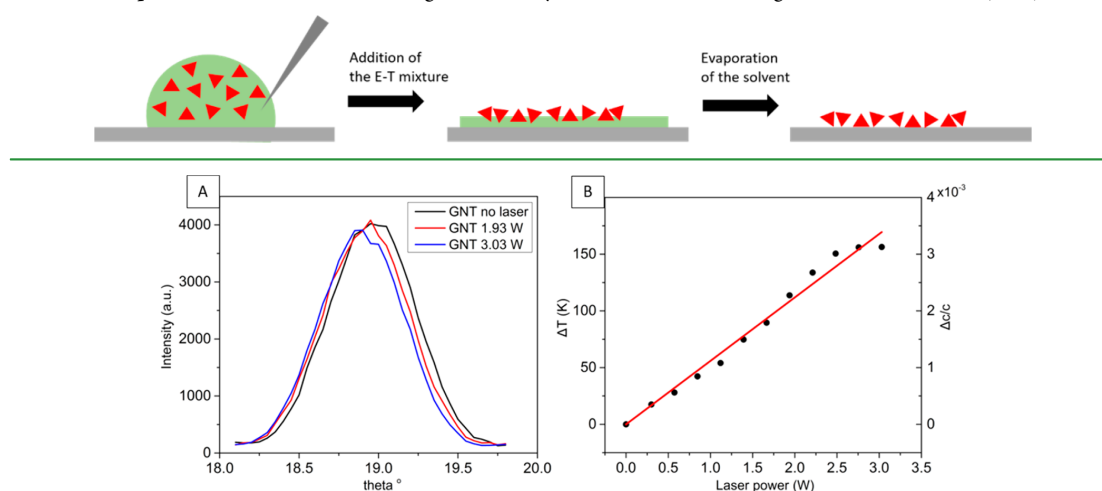 Addition of
the E-T mixture
Evaporation
of the solvent
A
GNT no laser
GNT 1.93 W
GNT 3.03 W
4000
3000
2000
1000
0
Intensity (a.u.)
18.0 18.5 19.0 19.5 20.0
theta °
B
4 x10⁻³
3
2
1
0
Δc/c
150
100
50
0
ΔT (K)
0.0 0.5 1.0 1.5 2.0 2.5 3.0 3.5
Laser power (W)